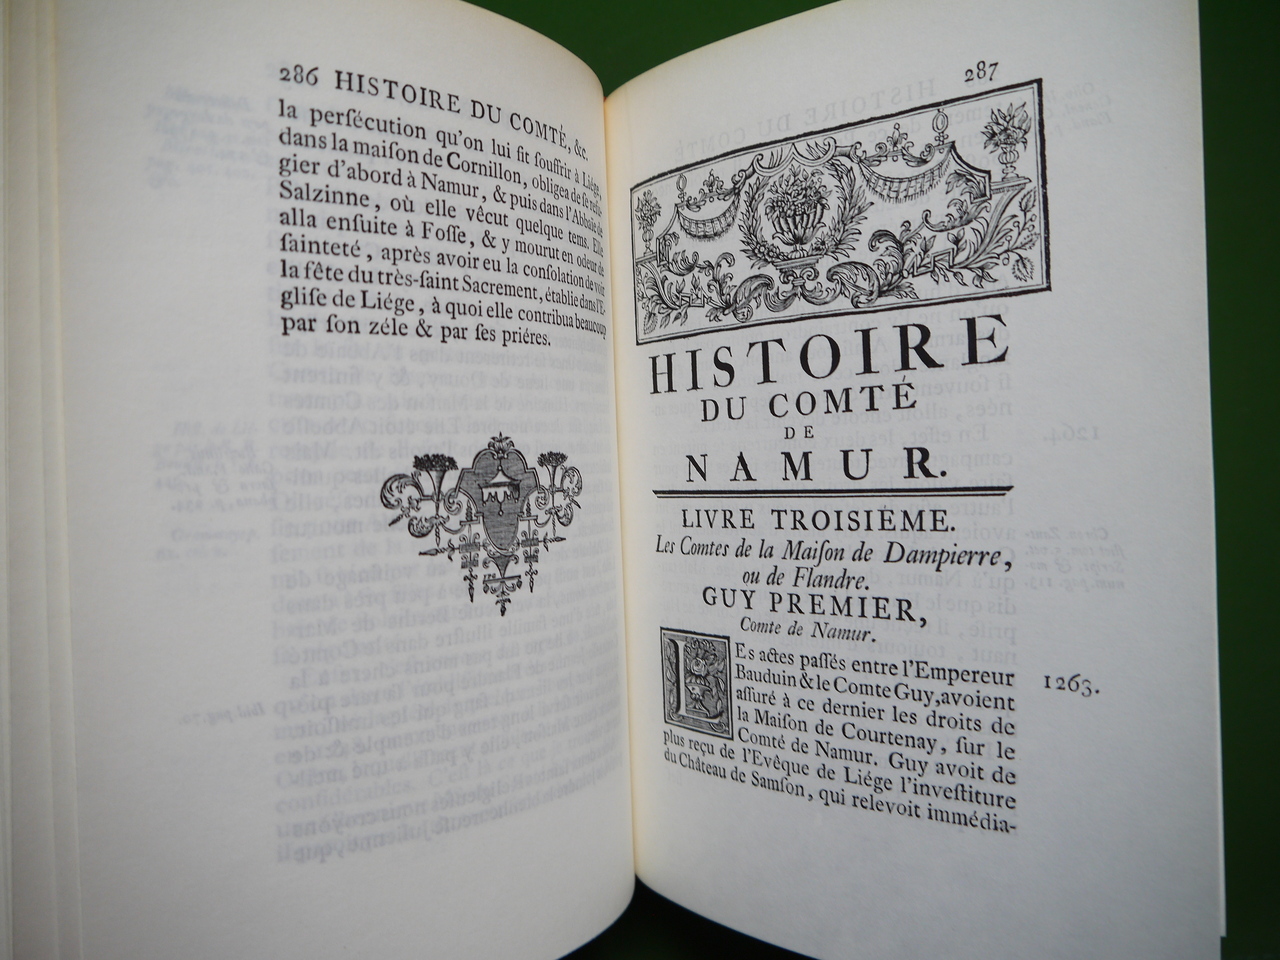 286 HISTOIRE DU COMTÉ, &c.
la perſécution qu'on lui fit ſouffrir à Liége,
dans la maiſon de Cornillon, obligea de ſe refu-
gier d'abord à Namur, & puis dans l'Abbaïe de
Salzinne, où elle vêcut quelque tems. Elle
alla enſuite à Foſſe, & y mourut en odeur de
ſainteté, après avoir eu la conſolation de voir
la fête du très-ſaint Sacrement, établie dans l'E-
gliſe de Liége, à quoi elle contribua beaucoup
par ſon zéle & par ſes priéres.
287
HISTOIRE
DU COMTÉ
DE
NAMUR.
LIVRE TROISIÈME.
Les Comtes de la Maiſon de Dampierre,
ou de Flandre.
GUY PREMIER,
Comte de Namur.
LEs actes paſſés entre l'Empereur
Bauduin & le Comte Guy, avoient 1263.
aſſuré à ce dernier les droits de
la Maiſon de Courtenay, ſur le
Comté de Namur. Guy avoit de
plus reçu de l'Evêque de Liége l'inveſtiture
du Château de Samſon, qui relevoit immédia-